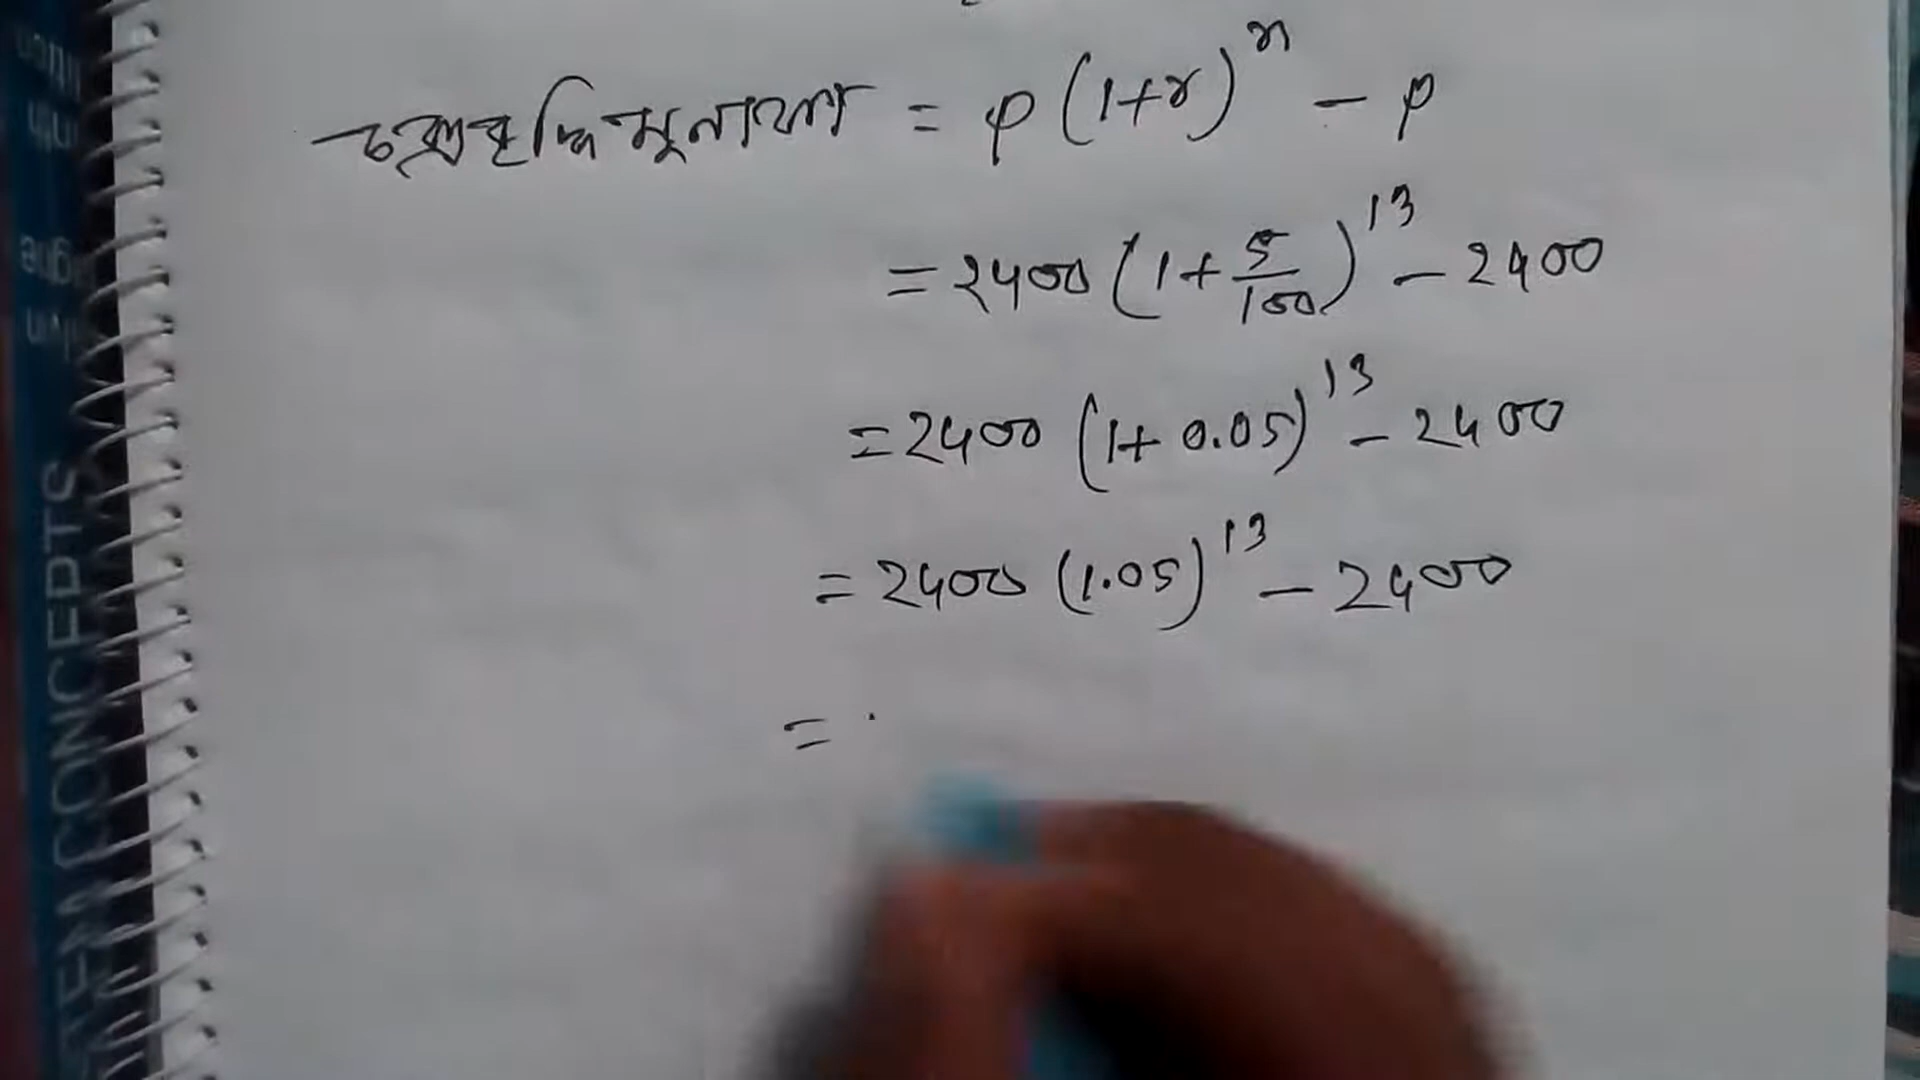 চক্রবৃদ্ধি মুনাফা = P(1+r)^n - P
= 2400 (1+ 5/100)^13 - 2400
= 2400 (1+ 0.05)^13 - 2400
= 2400 (1.05)^13 - 2400
=